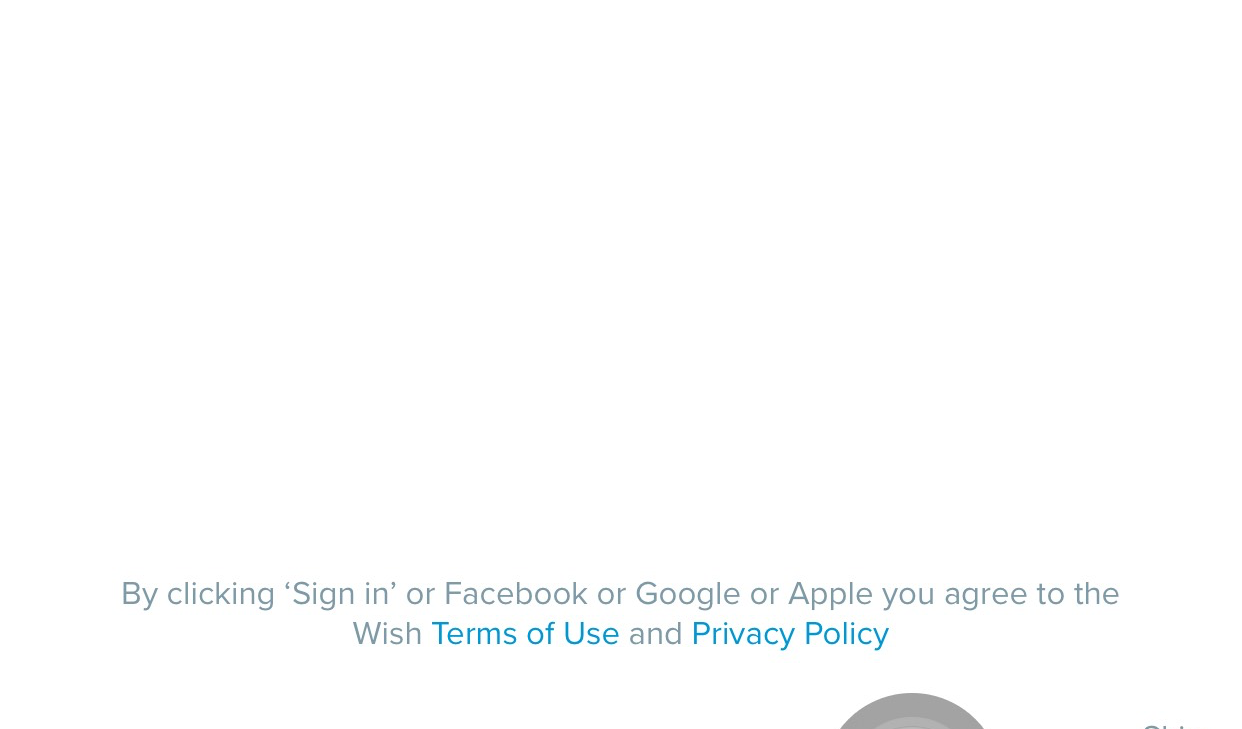 By clicking ‘Sign in’ or Facebook or Google or Apple you agree to the
Wish Terms of Use and Privacy Policy